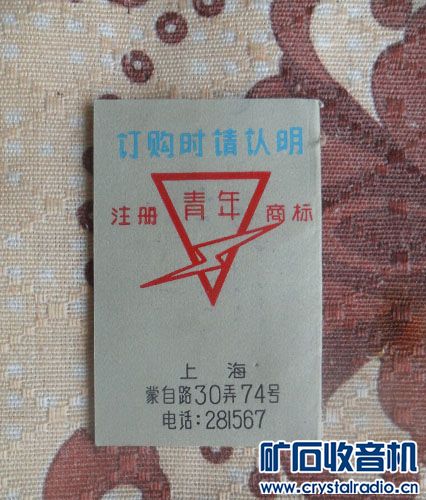 订购时请认明
注册 青年 商标
上海
蒙自路30弄74号
电话:281567
矿石收音机
www.crystalradio.cn